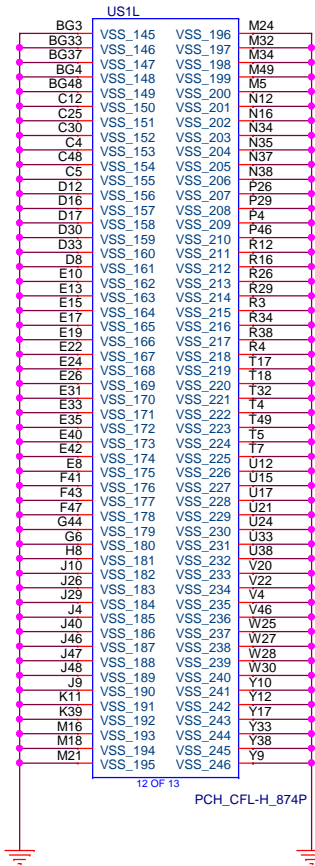 US1L
BG3 VSS_145 VSS_196 M24
BG33 VSS_146 VSS_197 M32
BG37 VSS_147 VSS_198 M34
BG4 VSS_148 VSS_199 M49
BG48 VSS_149 VSS_200 M5
C12 VSS_150 VSS_201 N12
C25 VSS_151 VSS_202 N16
C30 VSS_152 VSS_203 N34
C4 VSS_153 VSS_204 N35
C48 VSS_154 VSS_205 N37
C5 VSS_155 VSS_206 N38
D12 VSS_156 VSS_207 P26
D16 VSS_157 VSS_208 P29
D17 VSS_158 VSS_209 P4
D30 VSS_159 VSS_210 P46
D33 VSS_160 VSS_211 R12
D8 VSS_161 VSS_212 R16
E10 VSS_162 VSS_213 R26
E13 VSS_163 VSS_214 R29
E15 VSS_164 VSS_215 R3
E17 VSS_165 VSS_216 R34
E19 VSS_166 VSS_217 R38
E22 VSS_167 VSS_218 R4
E24 VSS_168 VSS_219 T17
E26 VSS_169 VSS_220 T18
E31 VSS_170 VSS_221 T32
E33 VSS_171 VSS_222 T4
E35 VSS_172 VSS_223 T49
E40 VSS_173 VSS_224 T5
E42 VSS_174 VSS_225 T7
E8 VSS_175 VSS_226 U12
F41 VSS_176 VSS_227 U15
F43 VSS_177 VSS_228 U17
F47 VSS_178 VSS_229 U21
G44 VSS_179 VSS_230 U24
G6 VSS_180 VSS_231 U33
H8 VSS_181 VSS_232 U38
J10 VSS_182 VSS_233 V20
J26 VSS_183 VSS_234 V22
J29 VSS_184 VSS_235 V4
J4 VSS_185 VSS_236 V46
J40 VSS_186 VSS_237 W25
J46 VSS_187 VSS_238 W27
J47 VSS_188 VSS_239 W28
J48 VSS_189 VSS_240 W30
J9 VSS_190 VSS_241 Y10
K11 VSS_191 VSS_242 Y12
K39 VSS_192 VSS_243 Y17
M16 VSS_193 VSS_244 Y33
M18 VSS_194 VSS_245 Y38
M21 VSS_195 VSS_246 Y9
12 OF 13
PCH_CFL-H_874P